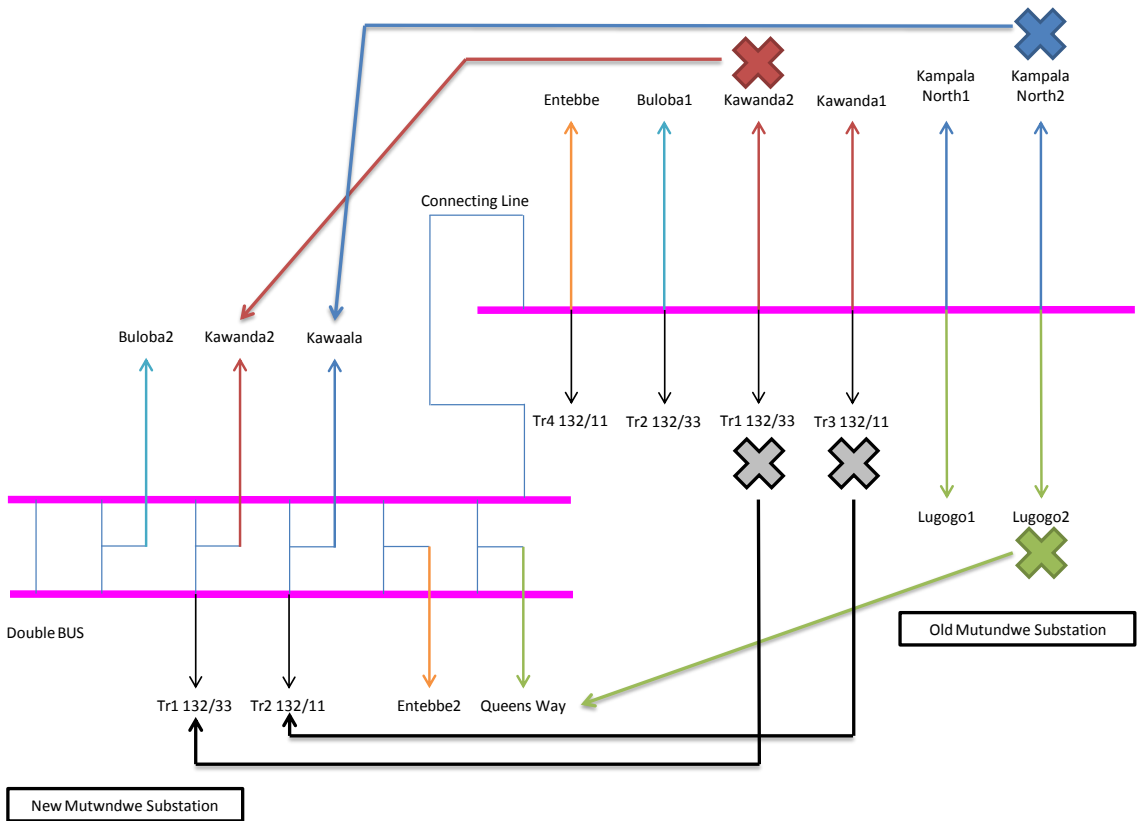 Kampala
North1
Kampala
North2
Entebbe
Buloba1
Kawanda2
Kawanda1
Connecting Line
Buloba2
Kawanda2
Kawaala
Tr4 132/11
Tr2 132/33
Tr1 132/33
Tr3 132/11
Lugogo1
Lugogo2
Double BUS
Old Mutundwe Substation
Tr1 132/33
Tr2 132/11
Entebbe2
Queens Way
New Mutwndwe Substation